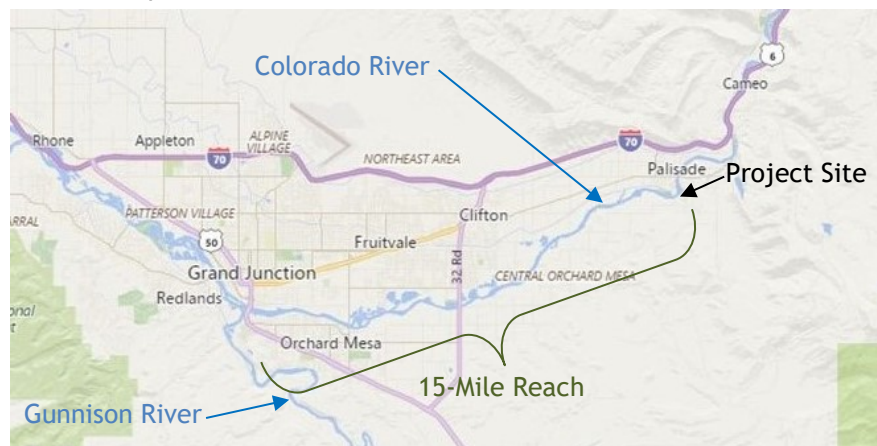 Colorado River
6
Cameo
Rhone
Appleton
ALPINE
VILLAGE
70
NORTHEAST AREA
70
Palisade
Project Site
PATTERSON VILLAGE
Clifton
50
Fruitvale
32 Rd
Grand Junction
CENTRAL ORCHARD MESA
Redlands
Orchard Mesa
15-Mile Reach
Gunnison River